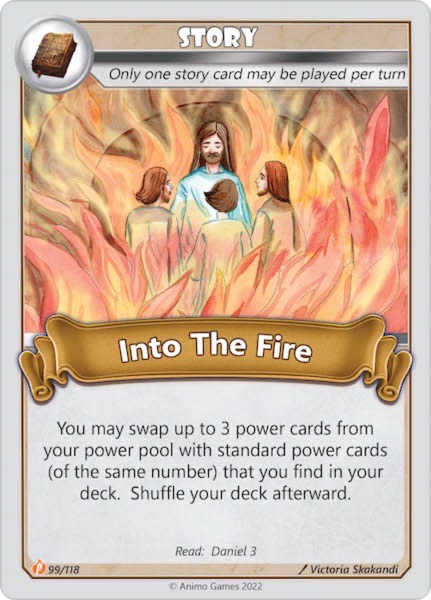 STORY
Only one story card may be played per turn
Into The Fire
You may swap up to 3 power cards from
your power pool with standard power cards
(of the same number) that you find in your
deck.  Shuffle your deck afterward.
Read:  Daniel 3
99/118
Victoria Skakandi
© Animo Games 2022